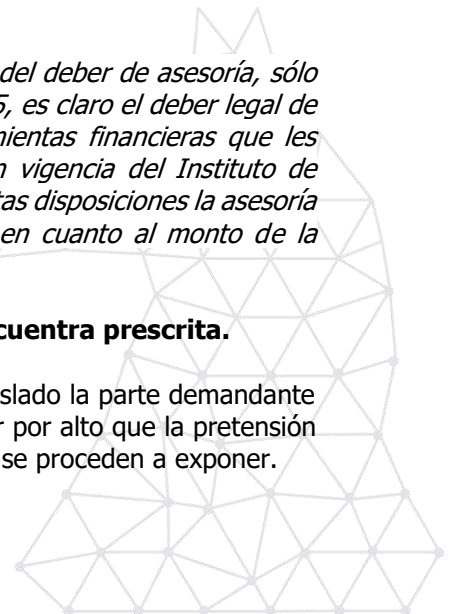 del deber de asesoría, sólo
5, es claro el deber legal de
mientas financieras que les
n vigencia del Instituto de
tas disposiciones la asesoría
en cuanto al monto de la
cuentra prescrita.
slado la parte demandante
r por alto que la pretensión
se proceden a exponer.